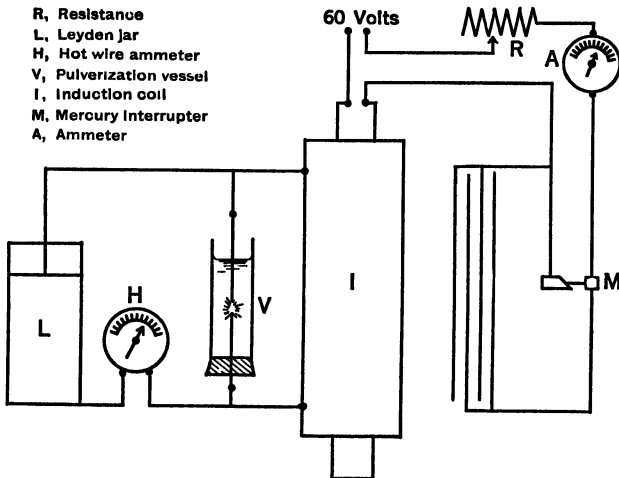 R, Resistance
L, Leyden jar
H, Hot wire ammeter
V, Pulverization vessel
I, Induction coil
M, Mercury Interrupter
A, Ammeter
60 Volts
R
A
H
V
I
L
M